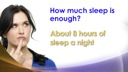 How much sleep is
enough?
About 8 hours of
sleep a night